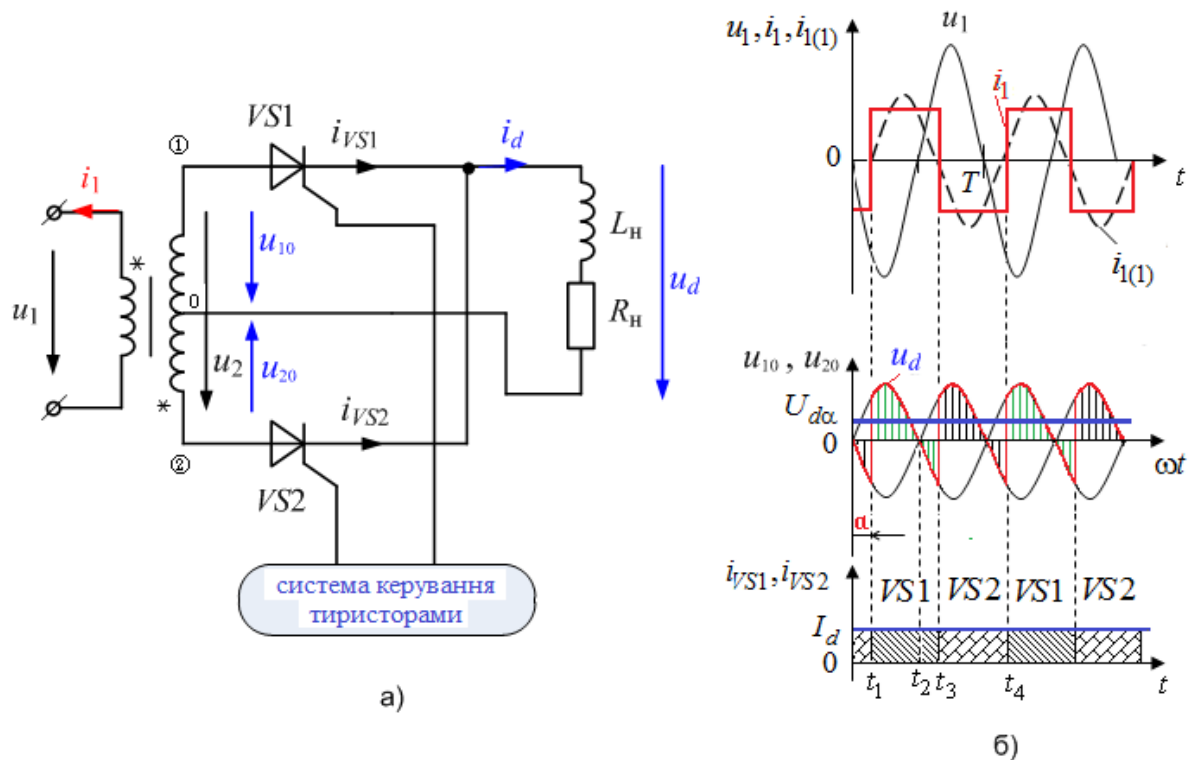 VS1
i_VS1
i_d
①
i_1
*
u_10
L_н
u_1
0
u_d
R_н
u_2
u_20
*
i_VS2
②
VS2
система керування
тиристорами
а)
u_1, i_1, i_1(1)
u_1
i_1
0
T
t
i_1(1)
u_10 , u_20
u_d
U_dα
0
ωt
α
i_VS1, i_VS2
VS1
VS2
VS1
VS2
I_d
0
t_1
t_2
t_3
t_4
t
б)